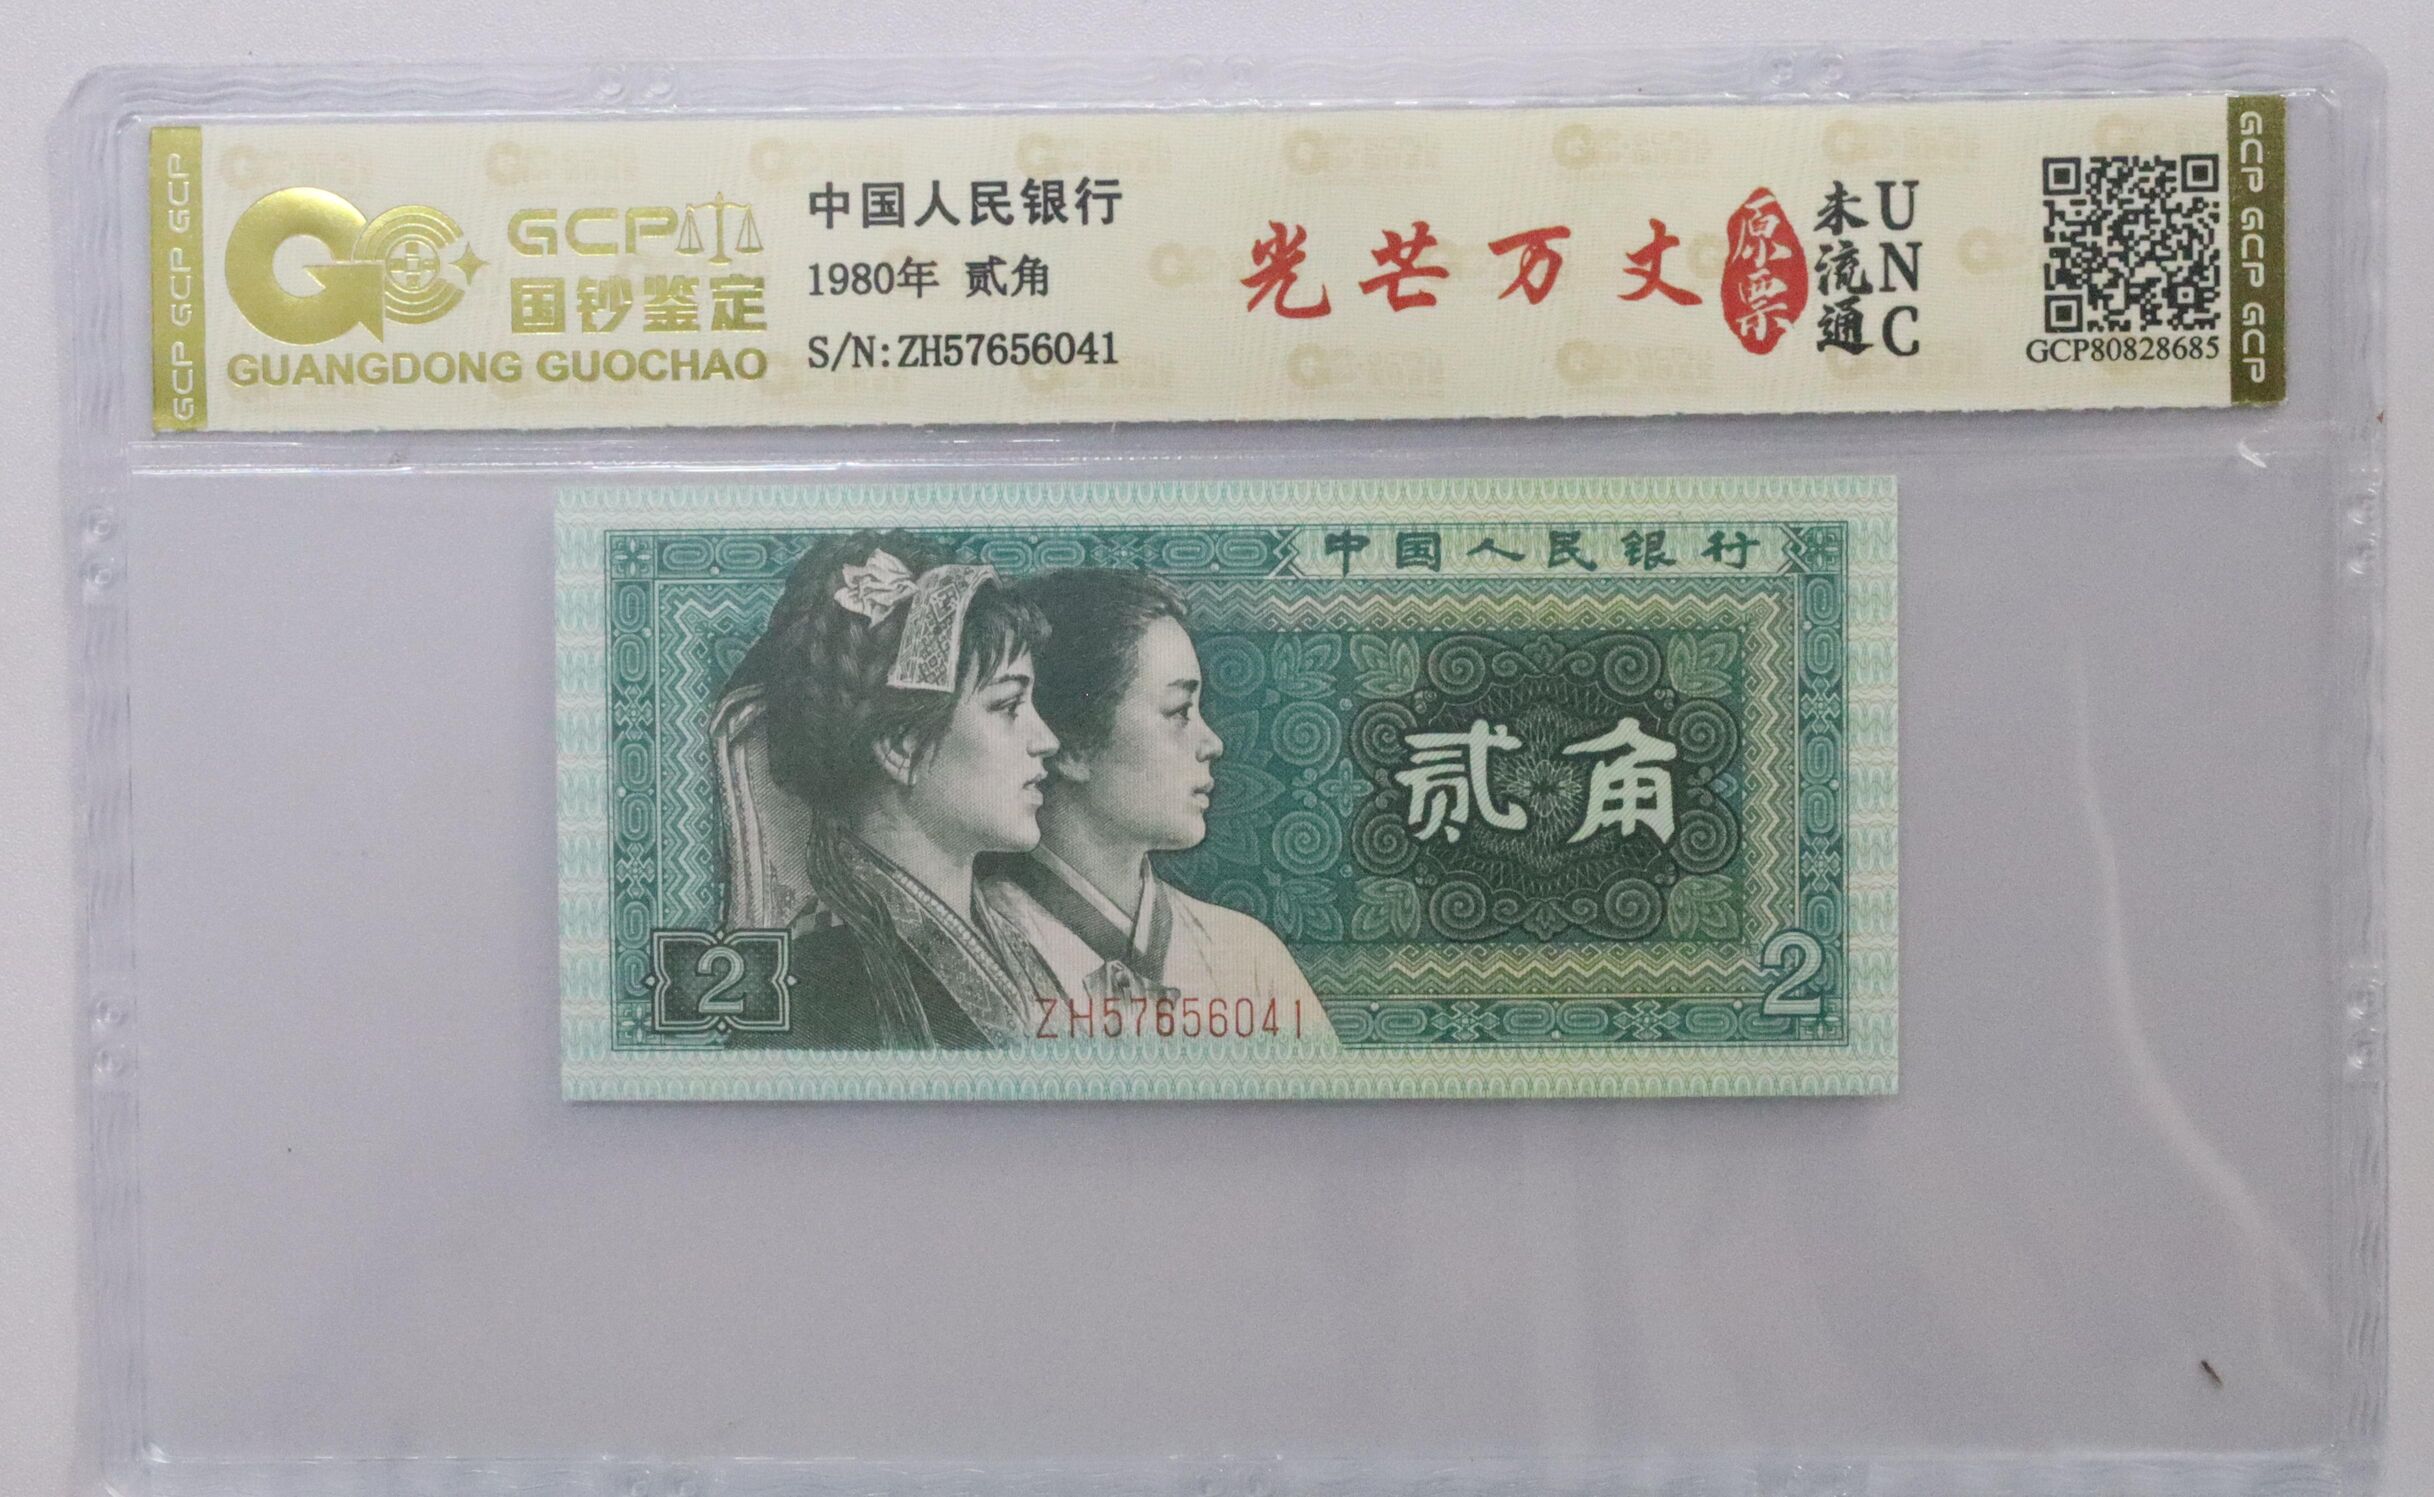 GCP GCP GCP
GCP
国钞鉴定
GUANGDONG GUOCHAO
中国人民银行
1980年 贰角
S/N:ZH57656041
光芒万丈
原票
未流通
UNC
GCP80828685
GCP GCP GCP
中国人民银行
贰角
2
2
ZH57656041